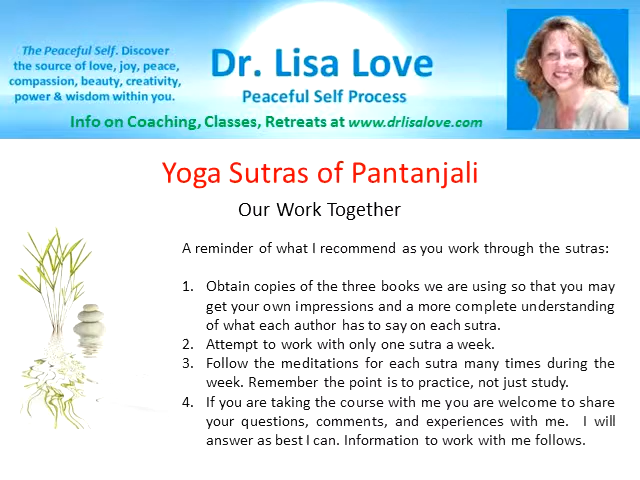 The Peaceful Self. Discover
the source of love, joy, peace,
compassion, beauty, creativity,
power & wisdom within you.
Dr. Lisa Love
Peaceful Self Process
Info on Coaching, Classes, Retreats at www.drlisalove.com
Yoga Sutras of Pantanjali
Our Work Together
A reminder of what I recommend as you work through the sutras:
1. Obtain copies of the three books we are using so that you may
get your own impressions and a more complete understanding
of what each author has to say on each sutra.
2. Attempt to work with only one sutra a week.
3. Follow the meditations for each sutra many times during the
week. Remember the point is to practice, not just study.
4. If you are taking the course with me you are welcome to share
your questions, comments, and experiences with me. I will
answer as best I can. Information to work with me follows.